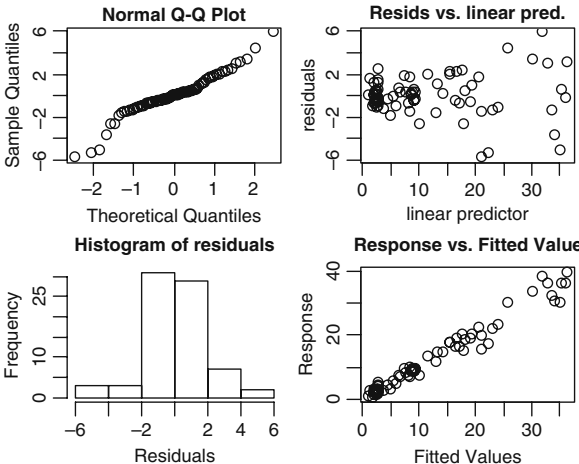 Normal Q-Q Plot
Sample Quantiles
6
2
−2
−6
−2 −1 0 1 2
Theoretical Quantiles
Resids vs. linear pred.
residuals
6
2
−2
−6
0 10 20 30
linear predictor
Histogram of residuals
Frequency
25
10
0
−6 −2 2 6
Residuals
Response vs. Fitted Value
Response
40
20
0
0 10 20 30
Fitted Values